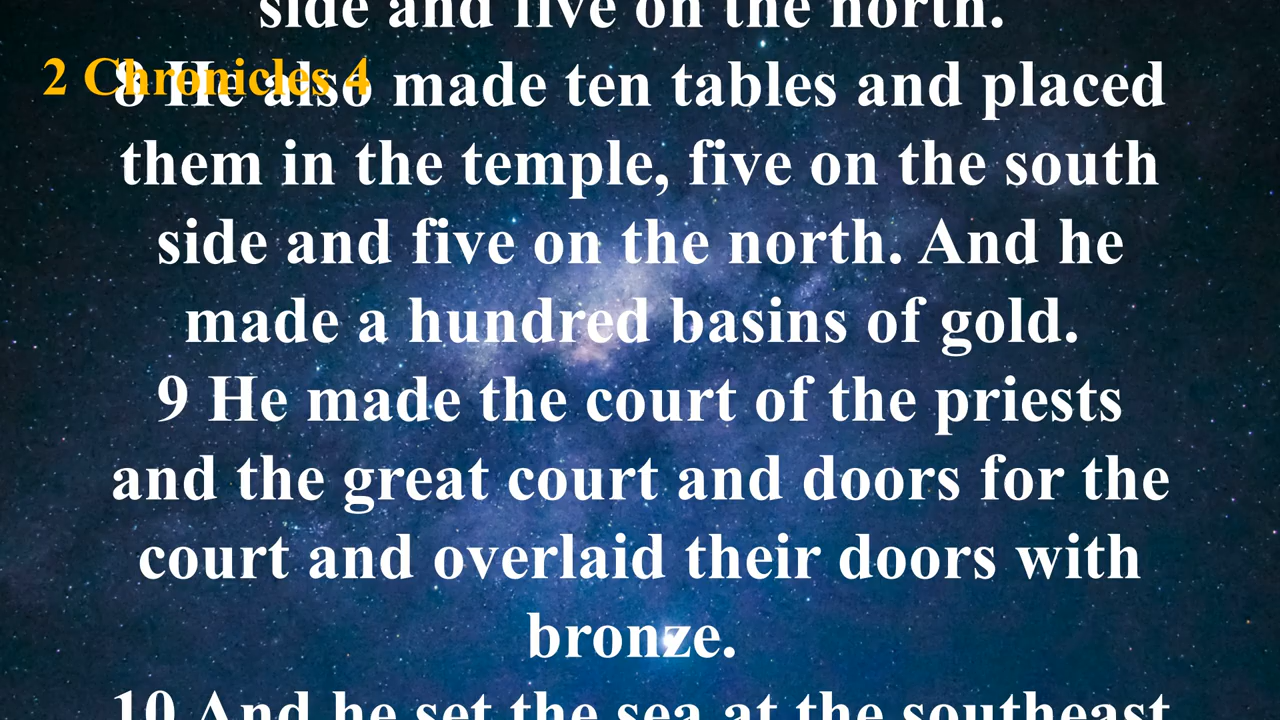 side and five on the north.
2 Chronicles 4
8 He also made ten tables and placed
them in the temple, five on the south
side and five on the north. And he
made a hundred basins of gold.
9 He made the court of the priests
and the great court and doors for the
court and overlaid their doors with
bronze.
10 And he set the sea at the southeast